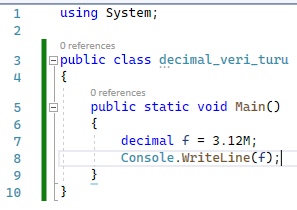 1 using System;
2
0 references
3 public class decimal_veri_turu
4 {
0 references
5 public static void Main()
6 {
7 decimal f = 3.12M;
8 Console.WriteLine(f);
9 }
10 }